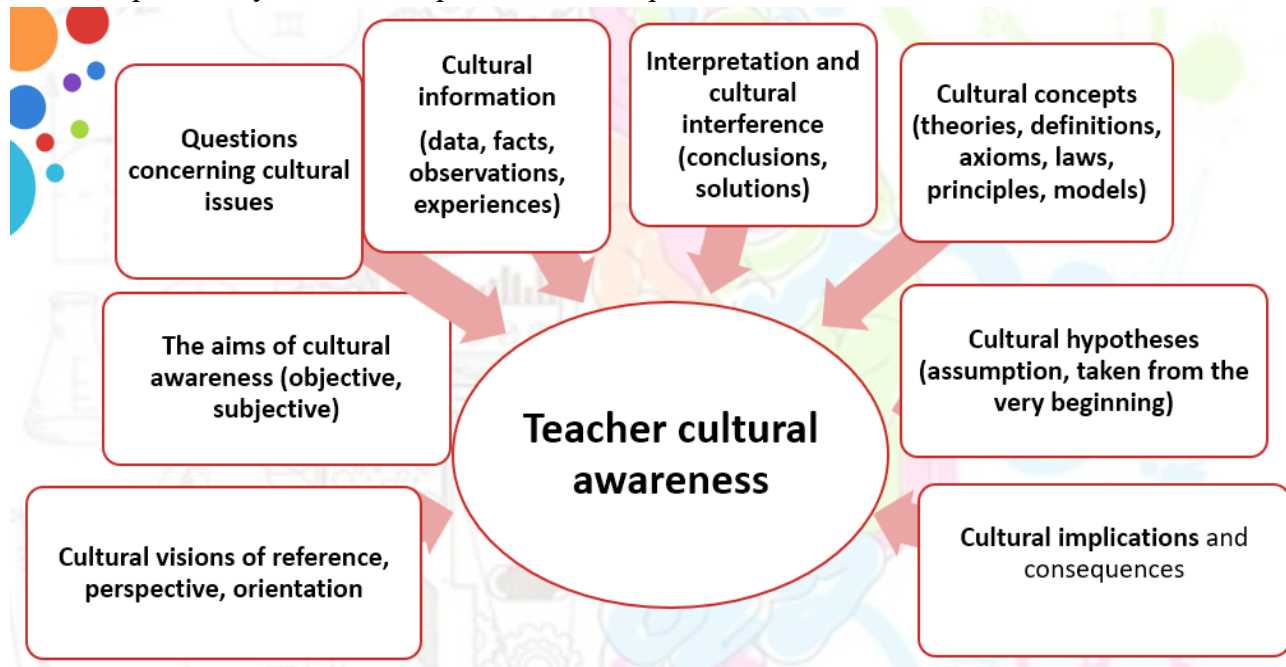 Questions
concerning cultural
issues
Cultural
information
(data, facts,
observations,
experiences)
Interpretation and
cultural
interference
(conclusions,
solutions)
Cultural concepts
(theories, definitions,
axioms, laws,
principles, models)
The aims of cultural
awareness (objective,
subjective)
Cultural hypotheses
(assumption, taken from the
very beginning)
Teacher cultural
awareness
Cultural visions of reference,
perspective, orientation
Cultural implications and
consequences